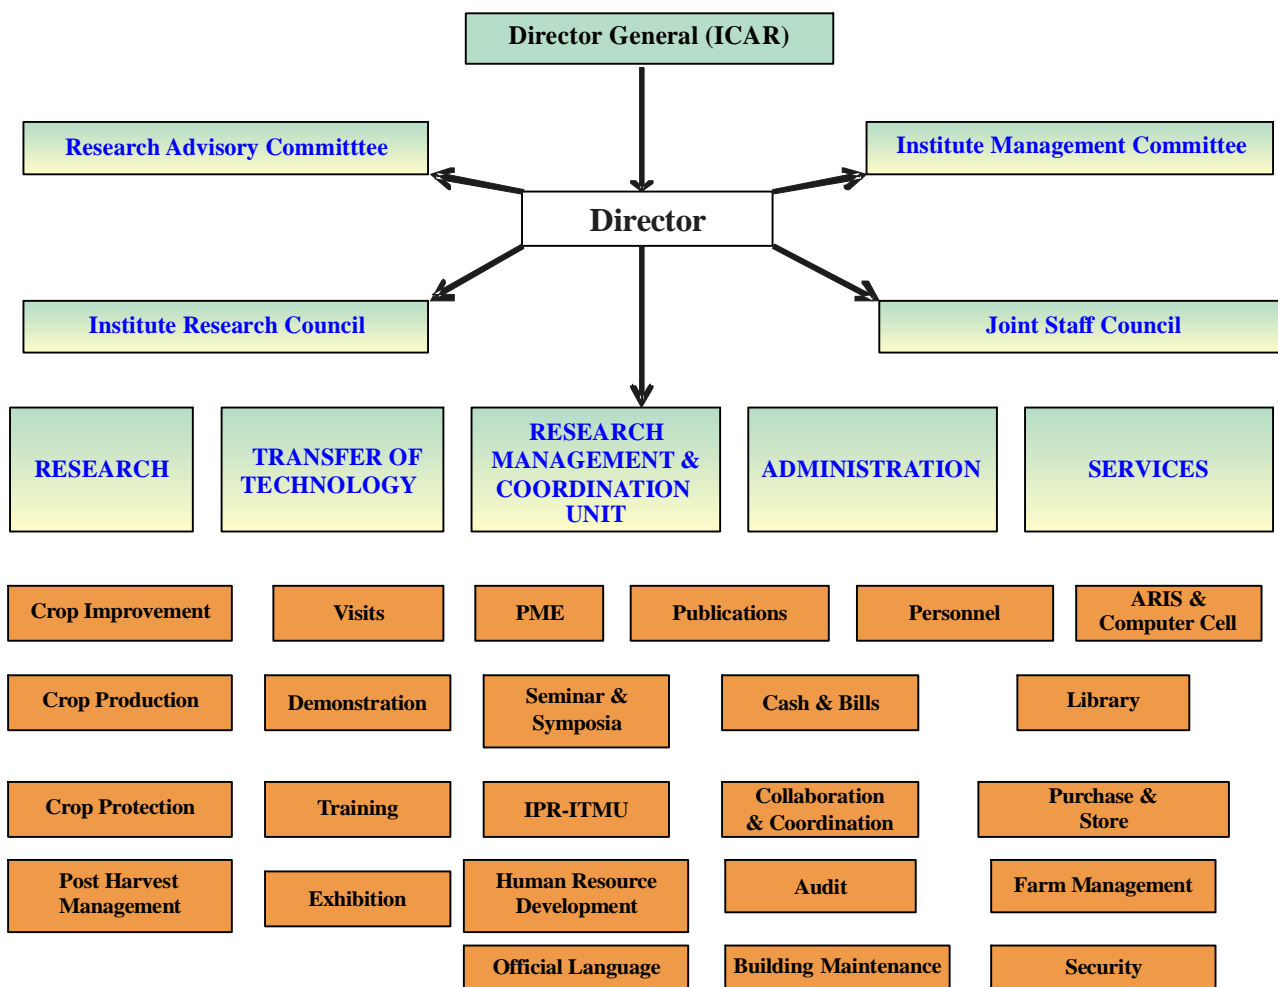 Director General (ICAR)
Research Advisory Committtee
Institute Management Committee
Director
Institute Research Council
Joint Staff Council
RESEARCH
TRANSFER OF
TECHNOLOGY
RESEARCH
MANAGEMENT &
COORDINATION
UNIT
ADMINISTRATION
SERVICES
Crop Improvement
Visits
PME
Publications
Personnel
ARIS &
Computer Cell
Crop Production
Demonstration
Seminar &
Symposia
Cash & Bills
Library
Crop Protection
Training
IPR-ITMU
Collaboration
& Coordination
Purchase &
Store
Post Harvest
Management
Exhibition
Human Resource
Development
Audit
Farm Management
Official Language
Building Maintenance
Security